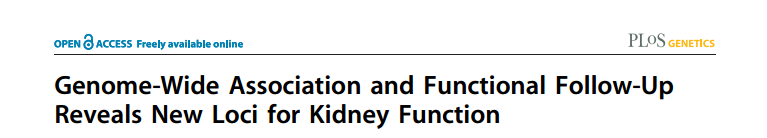 OPEN ACCESS Freely available online
PLoS GENETICS
Genome-Wide Association and Functional Follow-Up
Reveals New Loci for Kidney Function